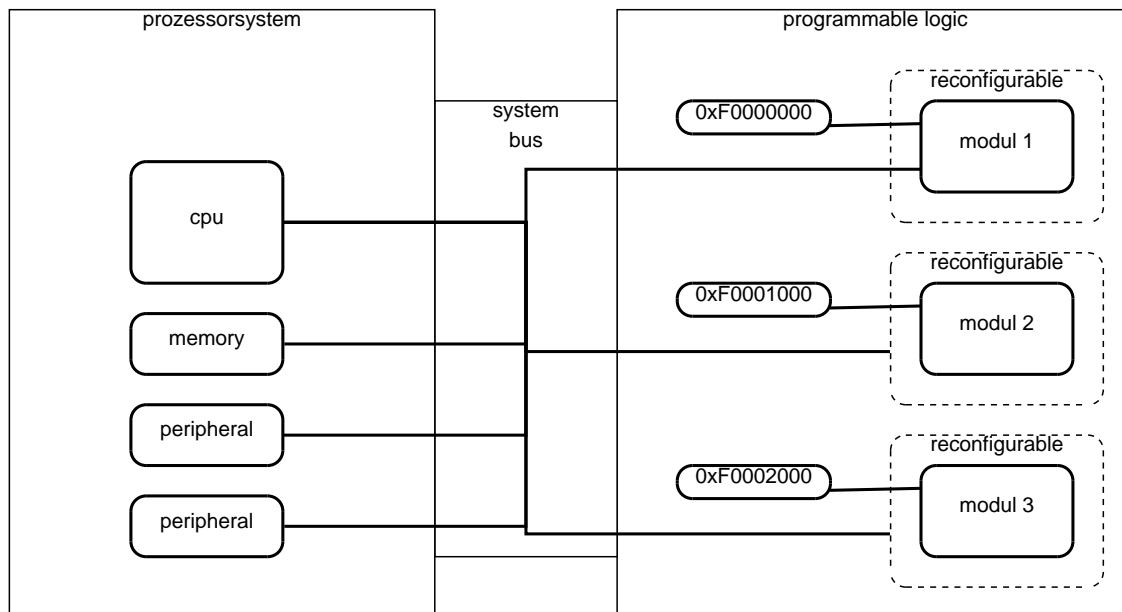 prozessorsystem
cpu
memory
peripheral
peripheral
system
bus
programmable logic
0xF0000000
reconfigurable
modul 1
0xF0001000
reconfigurable
modul 2
0xF0002000
reconfigurable
modul 3